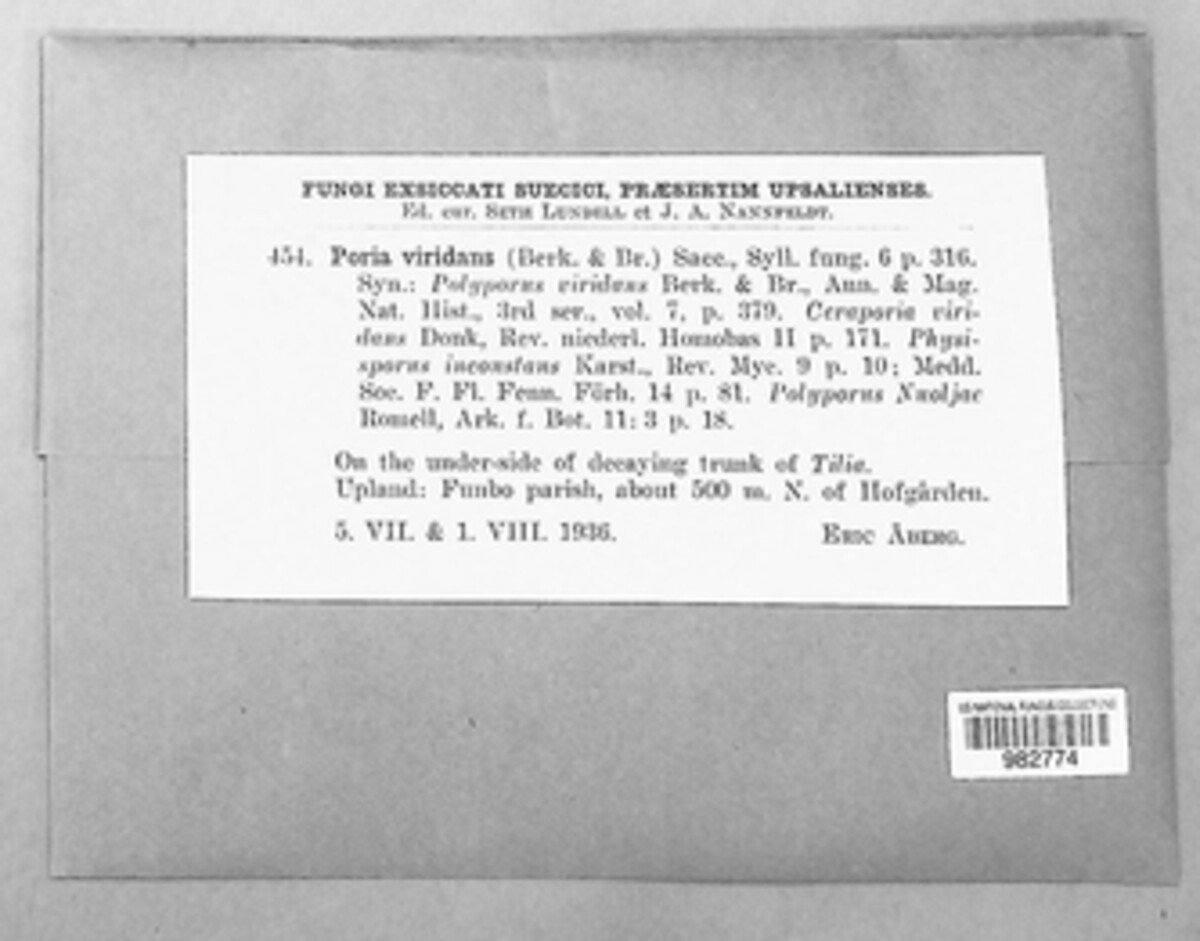 FUNGI EXSICCATI SUECICI, PRÆSERTIM UPSALIENSES.
Ed. cur. SETH LUNDELL et J. A. NANNFELDT.
454. Poria viridans (Berk. & Br.) Sacc., Syll. fung. 6 p. 316.
Syn.: Polyporus viridans Berk. & Br., Ann. & Mag.
Nat. Hist., 3rd ser., vol. 7, p. 379. Ceraporia viri-
dans Donk, Rev. niederl. Homobas II p. 171. Physi-
sporus inconstans Karst., Rev. Myc. 9 p. 10; Medd.
Soc. F. Fl. Fenn. Förh. 14 p. 81. Polyporus Nuoljae
Romell, Ark. f. Bot. 11: 3 p. 18.
On the under-side of decaying trunk of Tilia.
Upland: Funbo parish, about 500 m. N. of Hofgården.
5. VII. & 1. VIII. 1936. ERIC ÅBERG.
US NATIONAL FUNGUS COLLECTIONS
982774